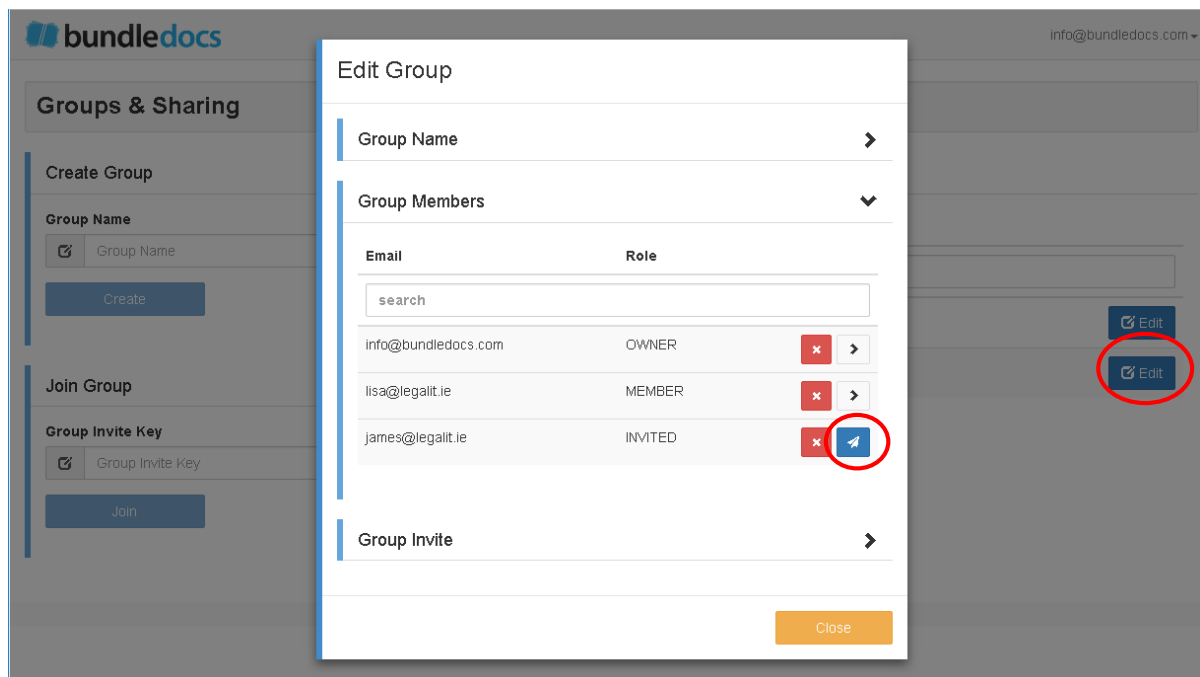 bundledocs
info@bundledocs.com
Groups & Sharing
Create Group
Group Name
Group Name
Create
Join Group
Group Invite Key
Group Invite Key
Join
Edit Group
Group Name
Group Members
Email Role
search
info@bundledocs.com OWNER
lisa@legalit.ie MEMBER
james@legalit.ie INVITED
Group Invite
Close
Edit
Edit